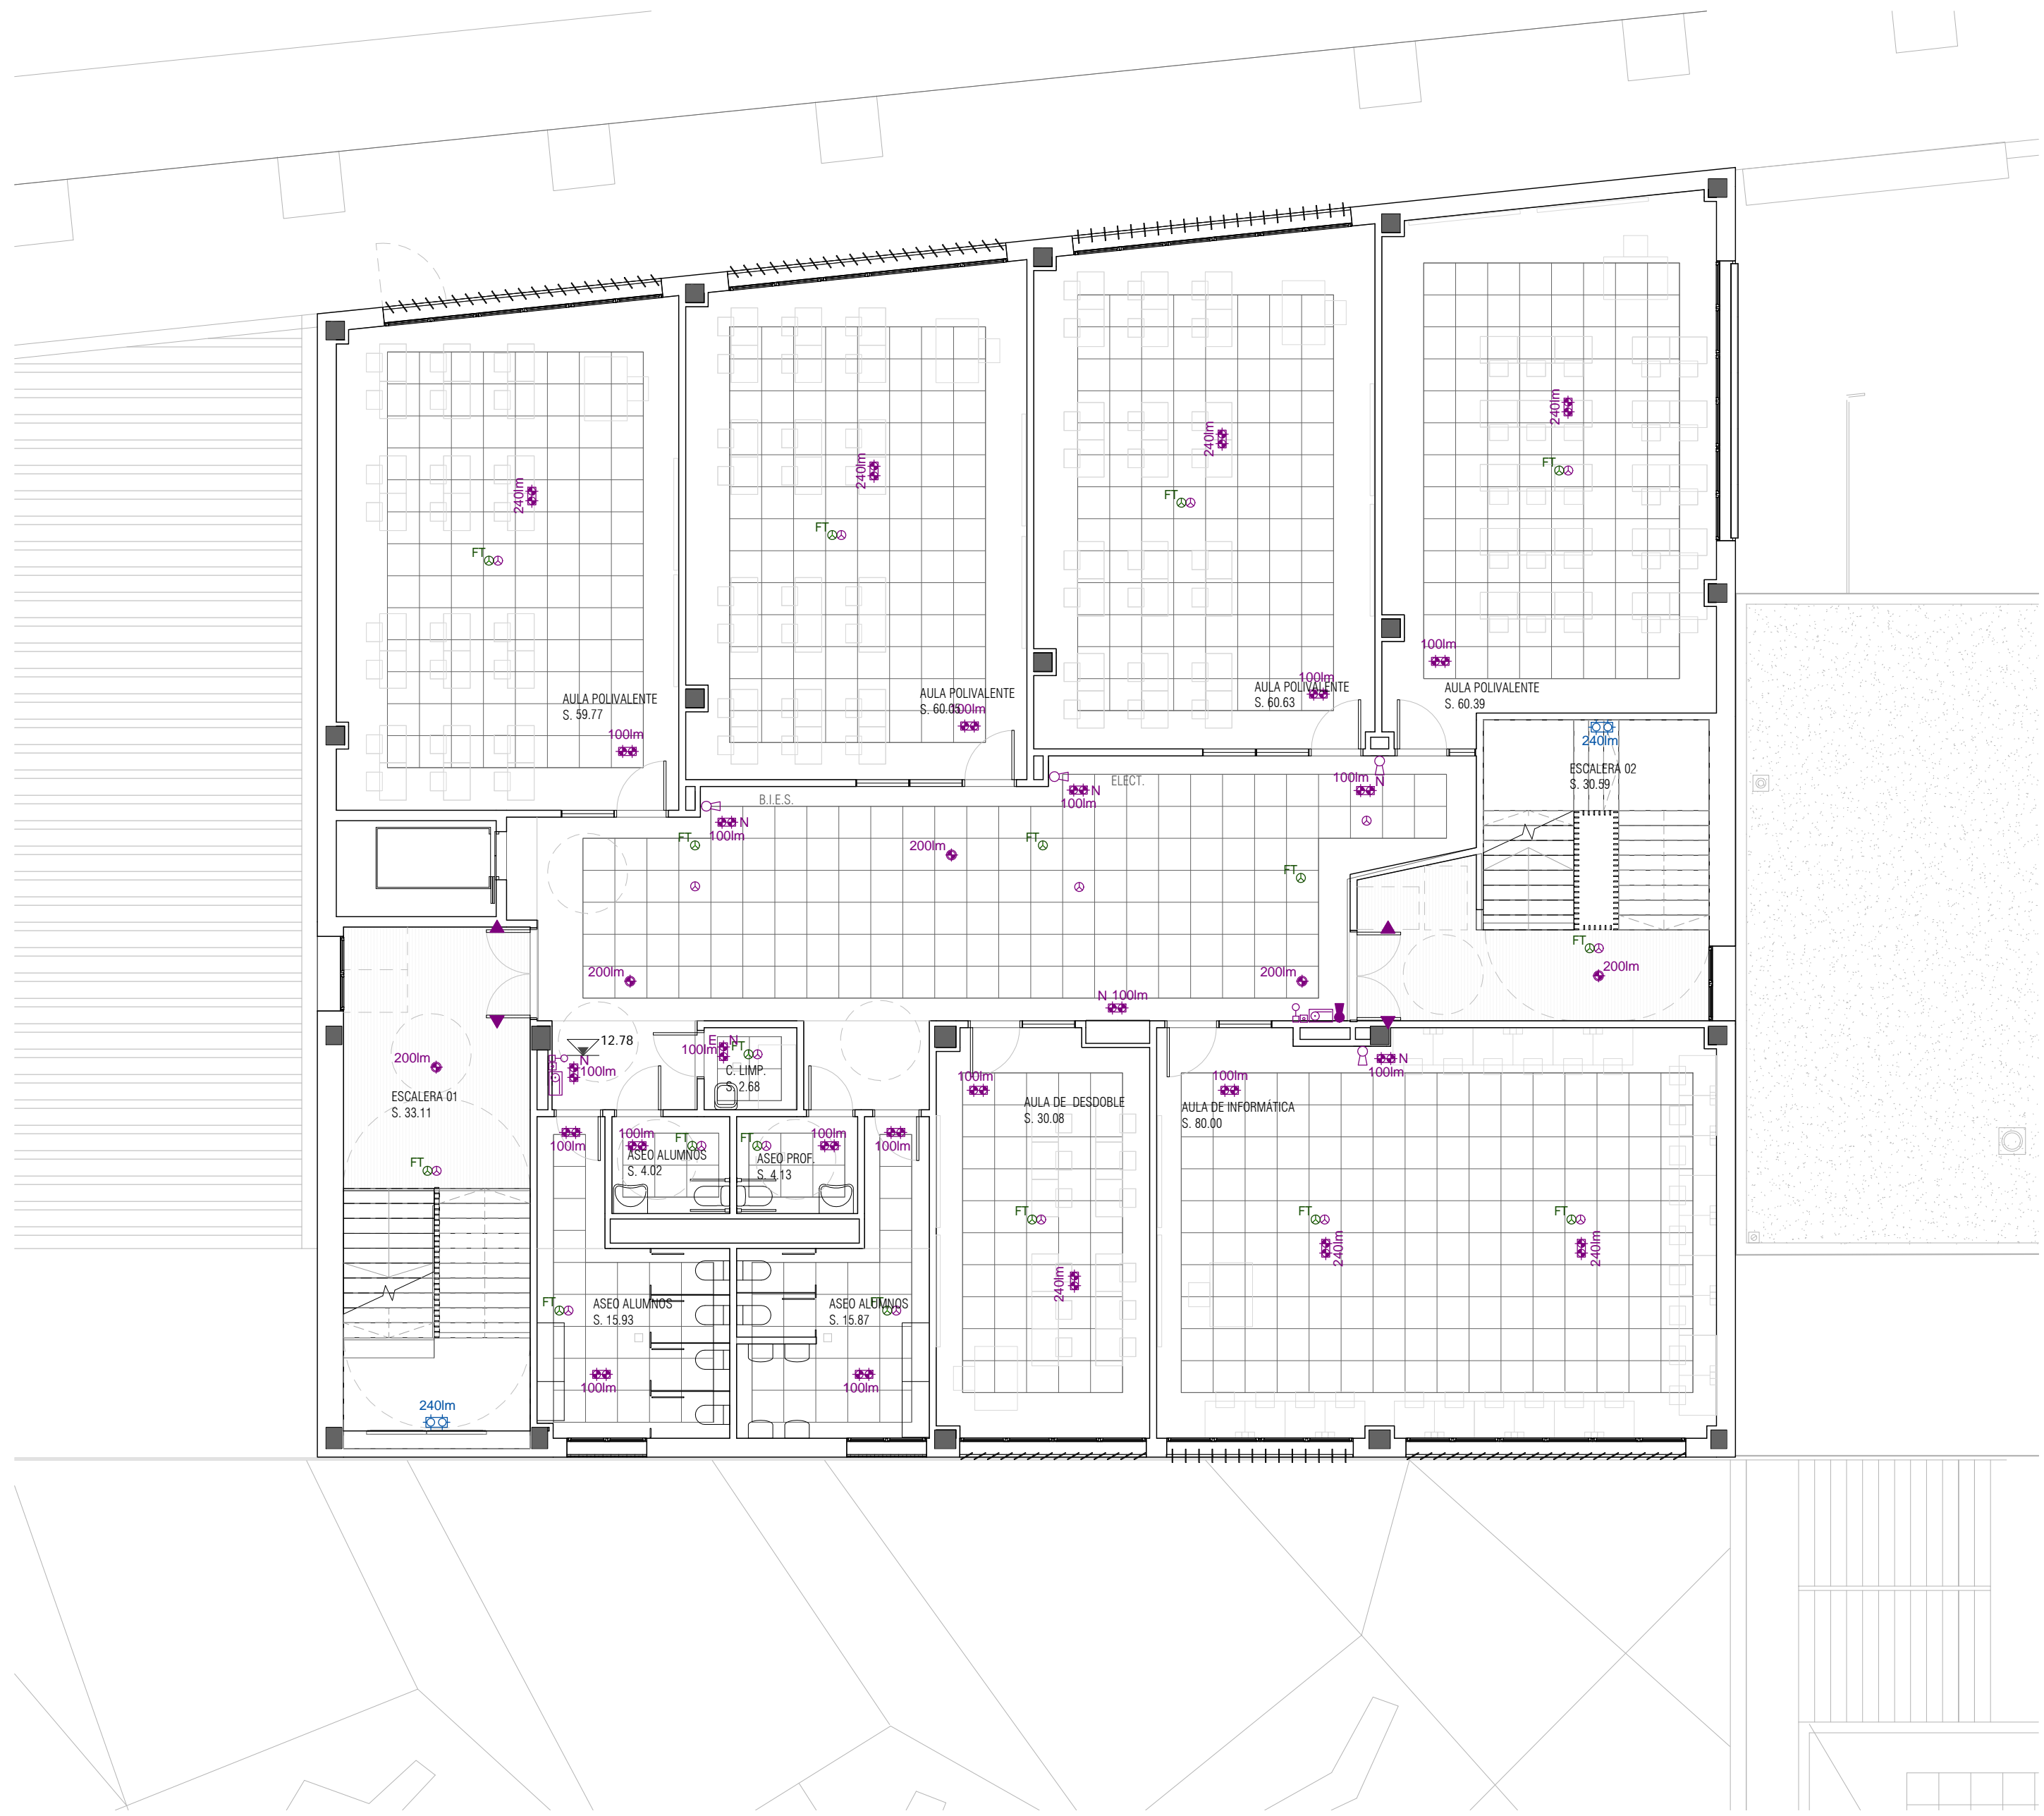 240lm
240lm
240lm
240lm
FT
FT
FT
FT
100lm
AULA POLIVALENTE
S. 59.77
100lm
AULA POLIVALENTE
S. 60.05
100lm
100lm
AULA POLIVALENTE
S. 60.63
AULA POLIVALENTE
S. 60.39
240lm
ESCALERA 02
S. 30.59
B.I.E.S.
N
100lm
ELECT.
N
100lm
100lm
N
FT
200lm
FT
FT
FT
200lm
200lm
200lm
N 100lm
200lm
ESCALERA 01
S. 33.11
FT
240lm
12.78
N
100lm
E N
100lm
FT
C. LIMP.
S. 2.68
100lm
100lm
FT
ASEO ALUMNOS
S. 4.02
FT
100lm
ASEO PROF.
S. 4.13
100lm
FT
ASEO ALUMNOS
S. 15.93
100lm
FT
ASEO ALUMNOS
S. 15.87
100lm
100lm
AULA DE DESDOBLE
S. 30.08
FT
240lm
100lm
AULA DE INFORMÁTICA
S. 80.00
N
100lm
FT
240lm
FT
240lm